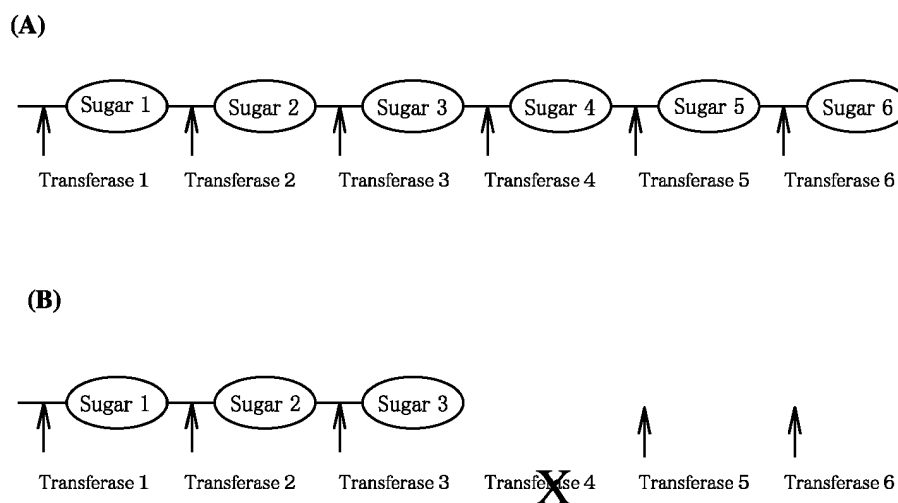 (A)
Sugar 1 Sugar 2 Sugar 3 Sugar 4 Sugar 5 Sugar 6
Transferase 1 Transferase 2 Transferase 3 Transferase 4 Transferase 5 Transferase 6
(B)
Sugar 1 Sugar 2 Sugar 3
Transferase 1 Transferase 2 Transferase 3 Transferase 4 Transferase 5 Transferase 6
X